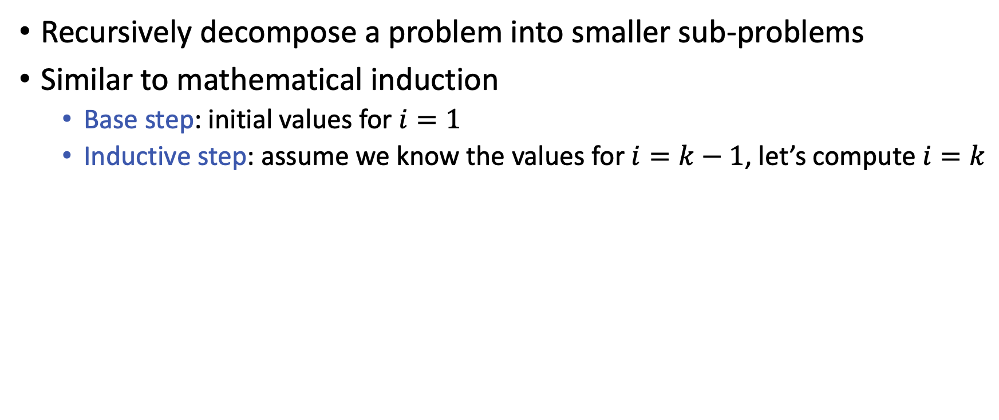 • Recursively decompose a problem into smaller sub-problems
• Similar to mathematical induction
• Base step: initial values for i = 1
• Inductive step: assume we know the values for i = k − 1, let’s compute i = k